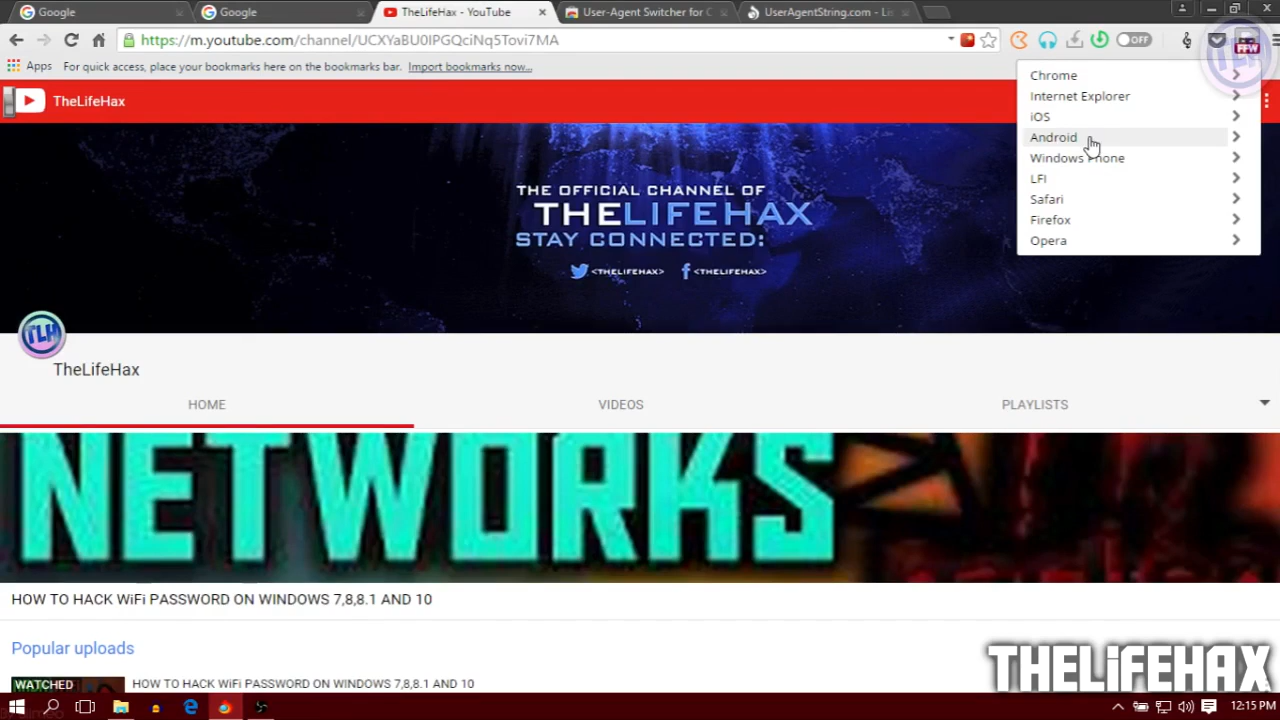 Google
Google
TheLifeHax - YouTube
User-Agent Switcher for C
UserAgentString.com - Li
https://m.youtube.com/channel/UCXYaBU0IPGQciNq5Tovi7MA
OFF
FFW
Apps
For quick access, place your bookmarks here on the bookmarks bar.
Import bookmarks now...
TheLifeHax
Chrome
Internet Explorer
iOS
Android
Windows Phone
LFI
Safari
Firefox
Opera
THE OFFICIAL CHANNEL OF
THELIFEHAX
STAY CONNECTED:
<THELIFEHAX>
<THELIFEHAX>
TLH
TheLifeHax
HOME
VIDEOS
PLAYLISTS
NETWORKS
HOW TO HACK WiFi PASSWORD ON WINDOWS 7,8,8.1 AND 10
Popular uploads
WATCHED
HOW TO HACK WiFi PASSWORD ON WINDOWS 7,8,8.1 AND 10
THELiFEHAX
12:15 PM